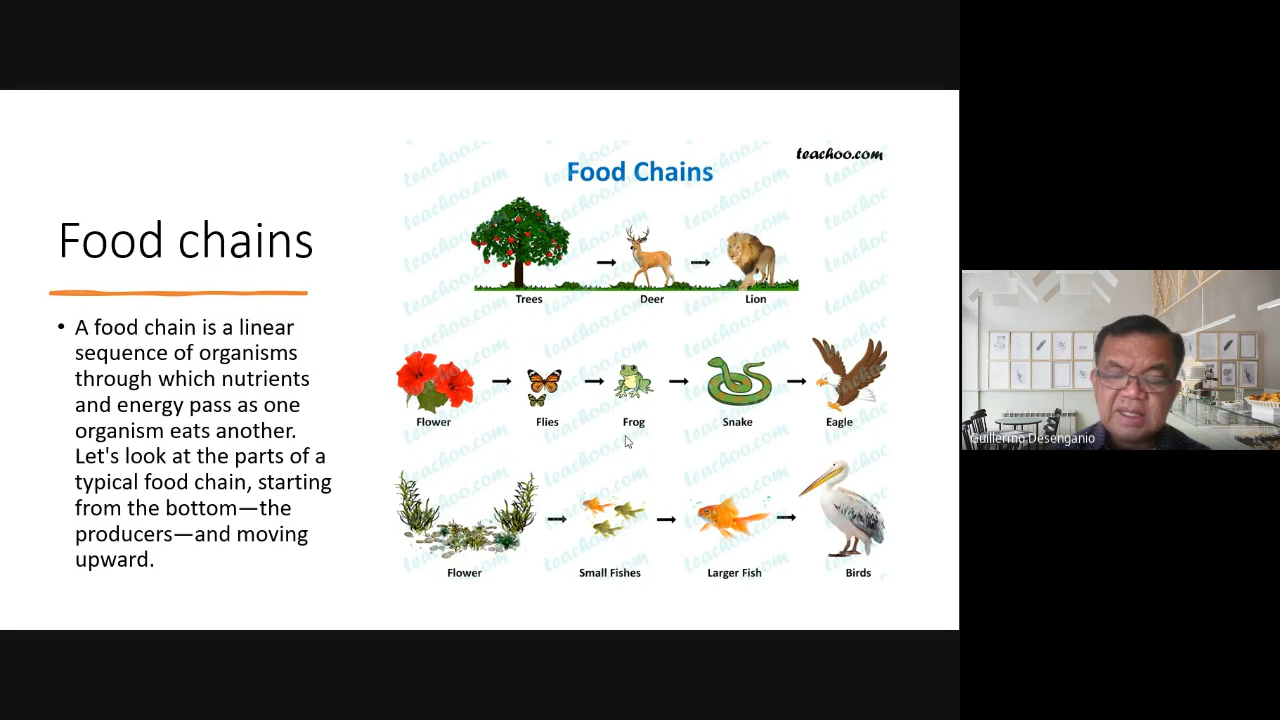 Food chains
• A food chain is a linear
sequence of organisms
through which nutrients
and energy pass as one
organism eats another.
Let's look at the parts of a
typical food chain, starting
from the bottom—the
producers—and moving
upward.
teachoo.com
Food Chains
Trees Deer Lion
Flower Flies Frog Snake Eagle
Flower Small Fishes Larger Fish Birds
Guillermo Desenganio